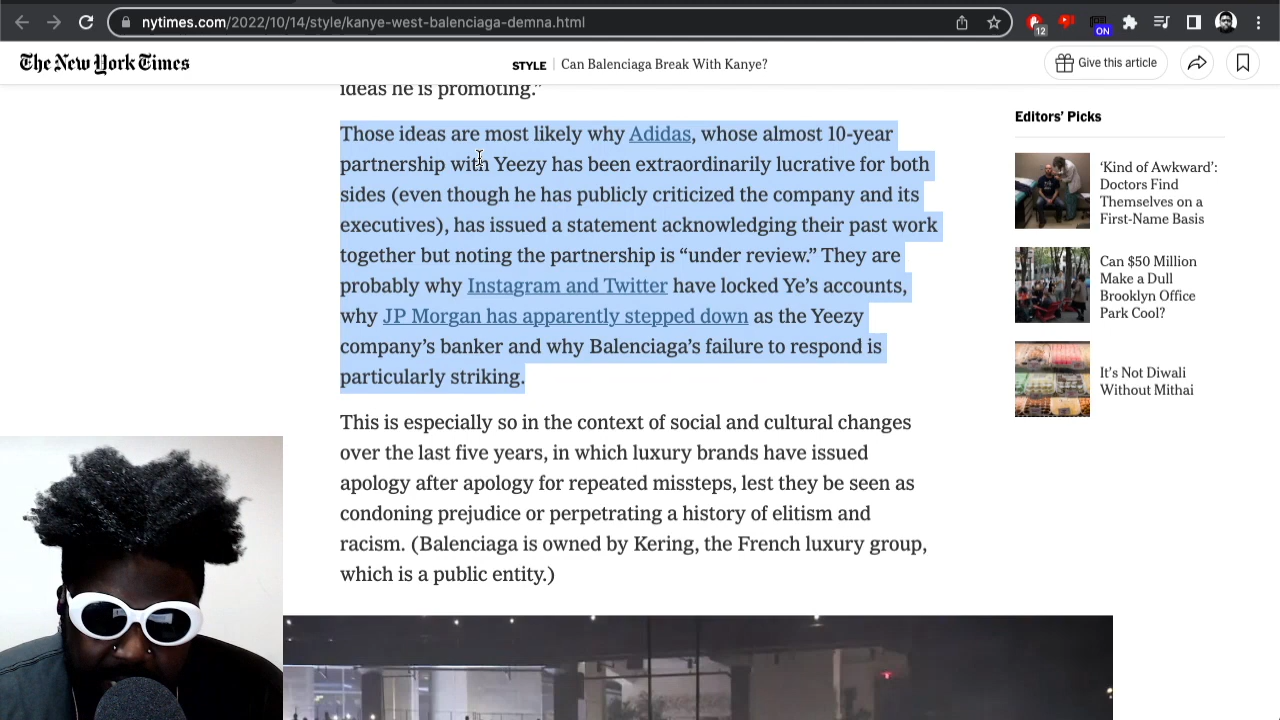 nytimes.com/2022/10/14/style/kanye-west-balenciaga-demna.html
12
ON
The New York Times
STYLE
Can Balenciaga Break With Kanye?
Give this article
ideas he is promoting.”
Those ideas are most likely why Adidas, whose almost 10-year
partnership with Yeezy has been extraordinarily lucrative for both
sides (even though he has publicly criticized the company and its
executives), has issued a statement acknowledging their past work
together but noting the partnership is “under review.” They are
probably why Instagram and Twitter have locked Ye’s accounts,
why JP Morgan has apparently stepped down as the Yeezy
company’s banker and why Balenciaga’s failure to respond is
particularly striking.
This is especially so in the context of social and cultural changes
over the last five years, in which luxury brands have issued
apology after apology for repeated missteps, lest they be seen as
condoning prejudice or perpetrating a history of elitism and
racism. (Balenciaga is owned by Kering, the French luxury group,
which is a public entity.)
Editors’ Picks
‘Kind of Awkward’:
Doctors Find
Themselves on a
First-Name Basis
Can $50 Million
Make a Dull
Brooklyn Office
Park Cool?
It’s Not Diwali
Without Mithai